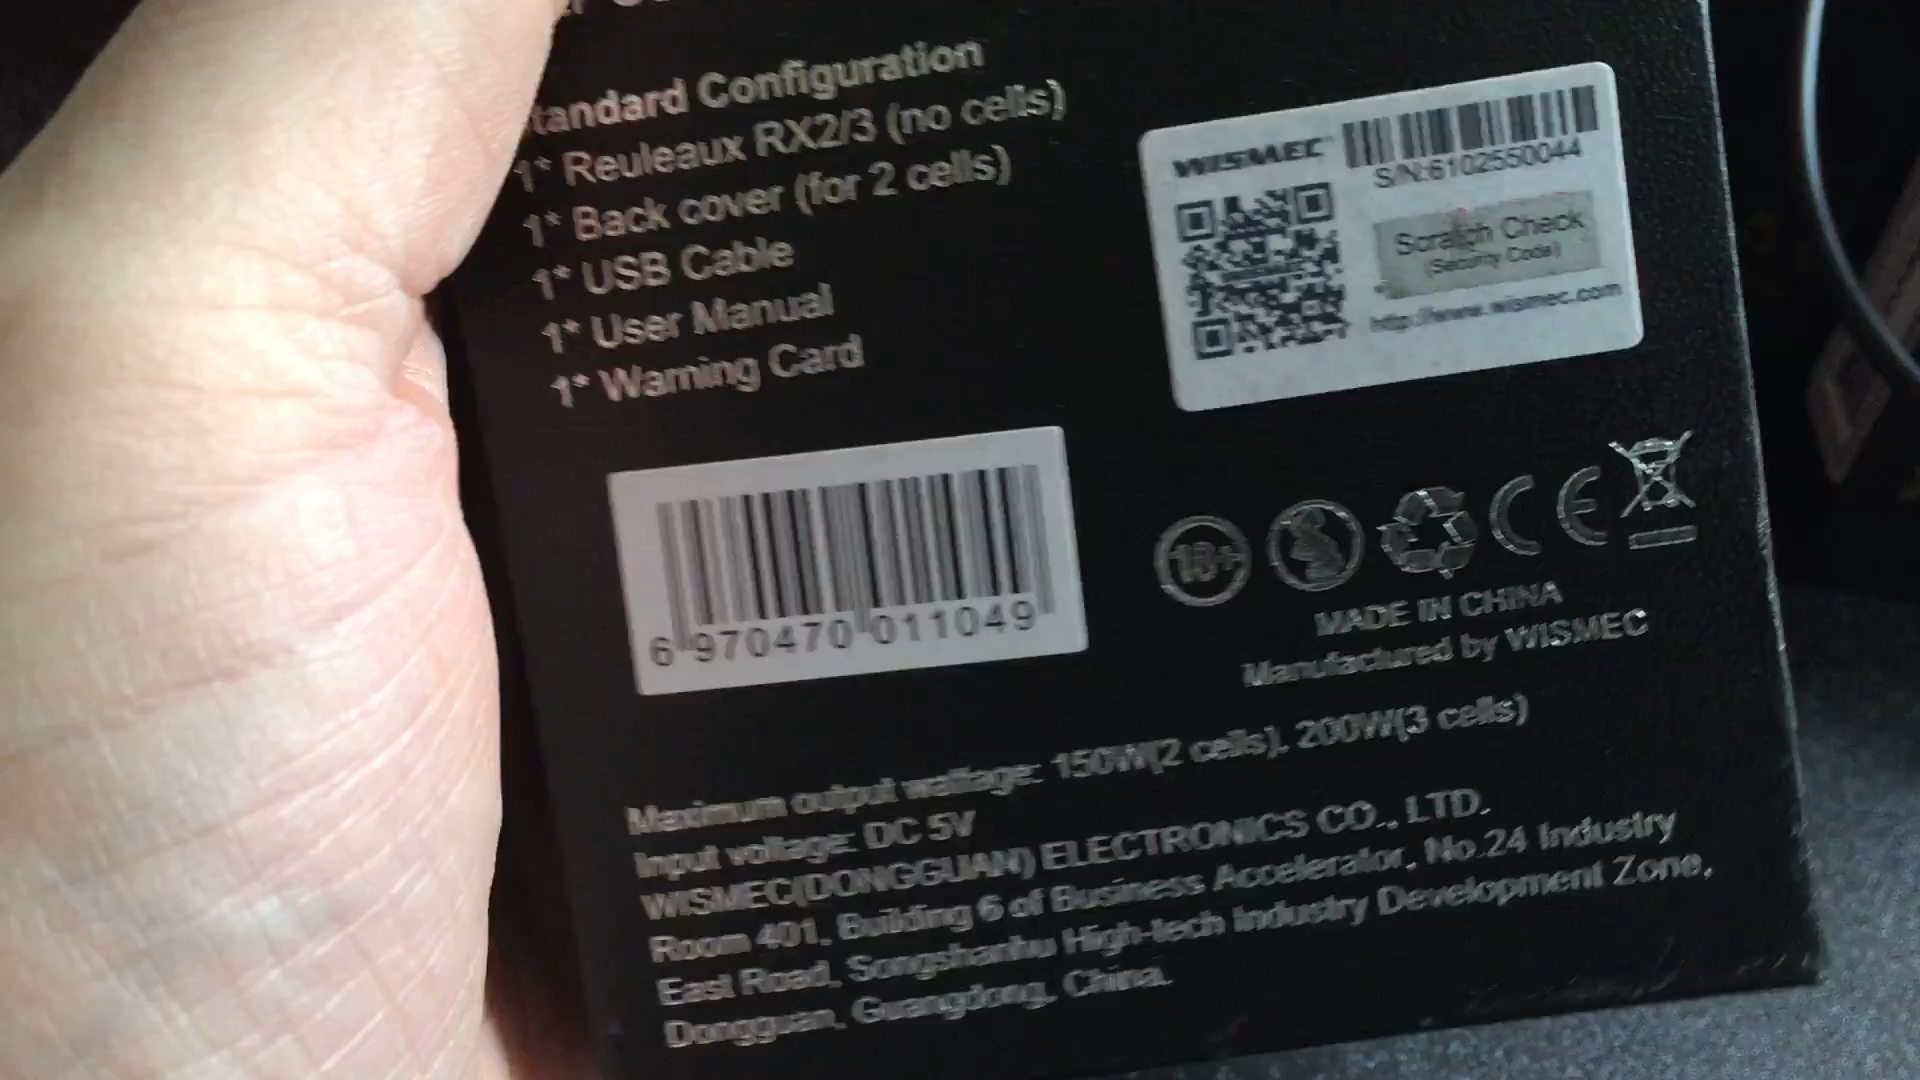 Standard Configuration
1* Reuleaux RX2/3 (no cells)
1* Back cover (for 2 cells)
1* USB Cable
1* User Manual
1* Warning Card
WISMEC
S/N:6102550044
Scratch Check
(Security Code)
http://www.wismec.com
6 970470 011049
18+
CE
MADE IN CHINA
Manufactured by WISMEC
Maximum output wattage: 150W(2 cells), 200W(3 cells)
Input voltage: DC 5V
WISMEC(DONGGUAN) ELECTRONICS CO., LTD.
Room 401, Building 6 of Business Accelerator, No.24 Industry
East Road, Songshanhu High-tech Industry Development Zone,
Dongguan, Guangdong, China.